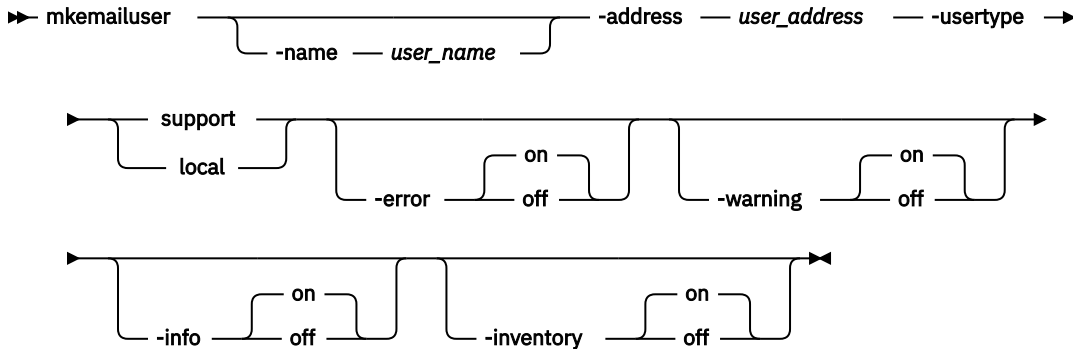 mkemailuser -address user_address -usertype
-name user_name
support
local
on on
-error off -warning off
on on
-info off -inventory off